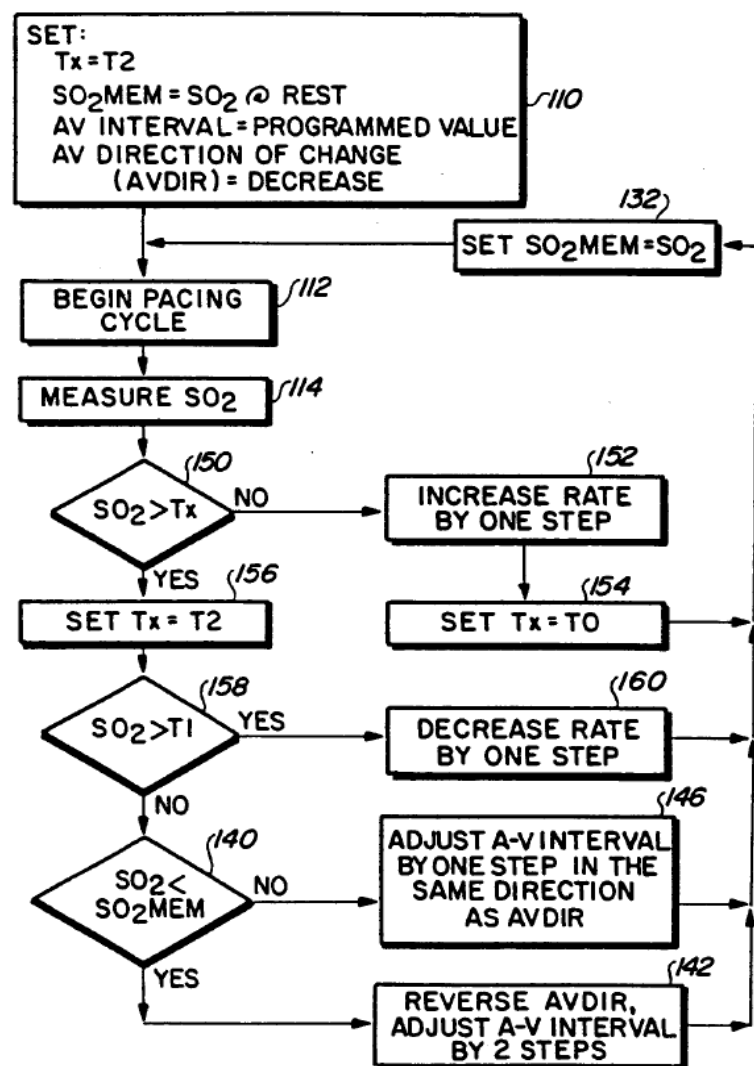 SET:
Tx=T2
SO2MEM=SO2 @ REST
AV INTERVAL=PROGRAMMED VALUE
AV DIRECTION OF CHANGE
(AVDIR)=DECREASE
110
132
SET SO2MEM=SO2
BEGIN PACING
CYCLE
112
MEASURE SO2
114
150
SO2>Tx
NO
YES
152
INCREASE RATE
BY ONE STEP
154
SET Tx=TO
156
SET Tx=T2
158
SO2>T1
YES
NO
160
DECREASE RATE
BY ONE STEP
140
SO2<
SO2MEM
NO
YES
146
ADJUST A-V INTERVAL
BY ONE STEP IN THE
SAME DIRECTION
AS AVDIR
142
REVERSE AVDIR,
ADJUST A-V INTERVAL
BY 2 STEPS